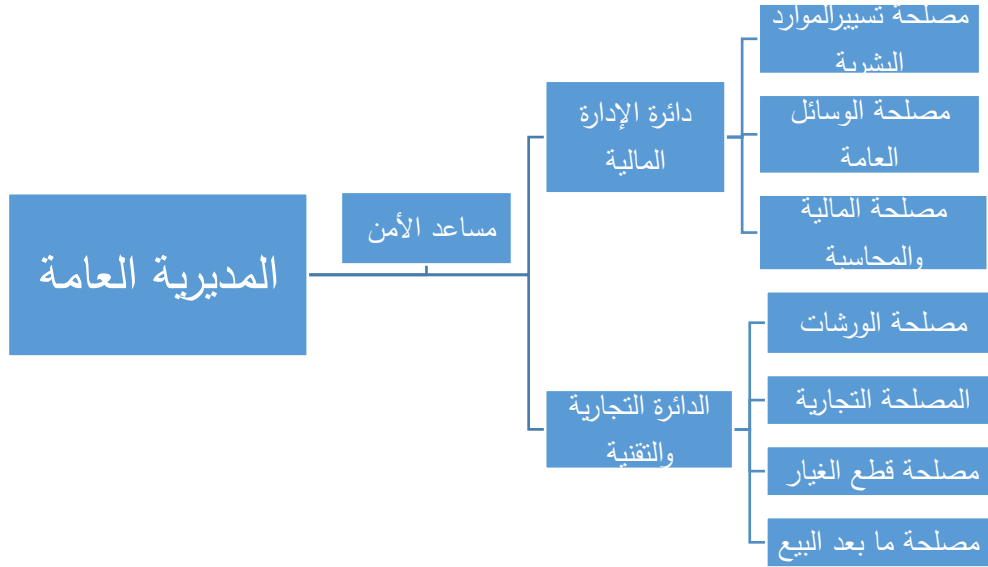 المديرية العامة
مساعد الأمن
دائرة الإدارة
المالية
مصلحة تسييرالموارد
البشرية
مصلحة الوسائل
العامة
مصلحة المالية
والمحاسبة
الدائرة التجارية
والتقنية
مصلحة الورشات
المصلحة التجارية
مصلحة قطع الغيار
مصلحة ما بعد البيع